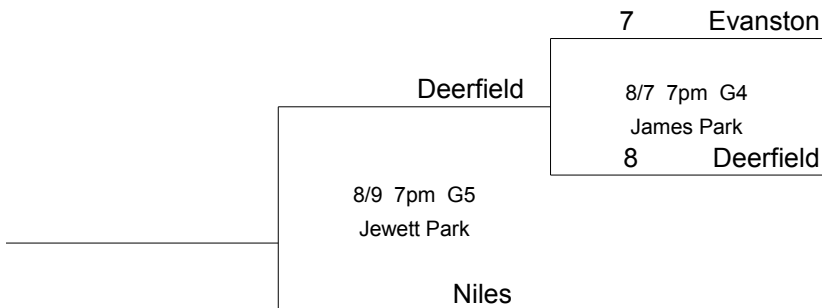 7 Evanston
Deerfield
8/7 7pm G4
James Park
8 Deerfield
8/9 7pm G5
Jewett Park
Niles